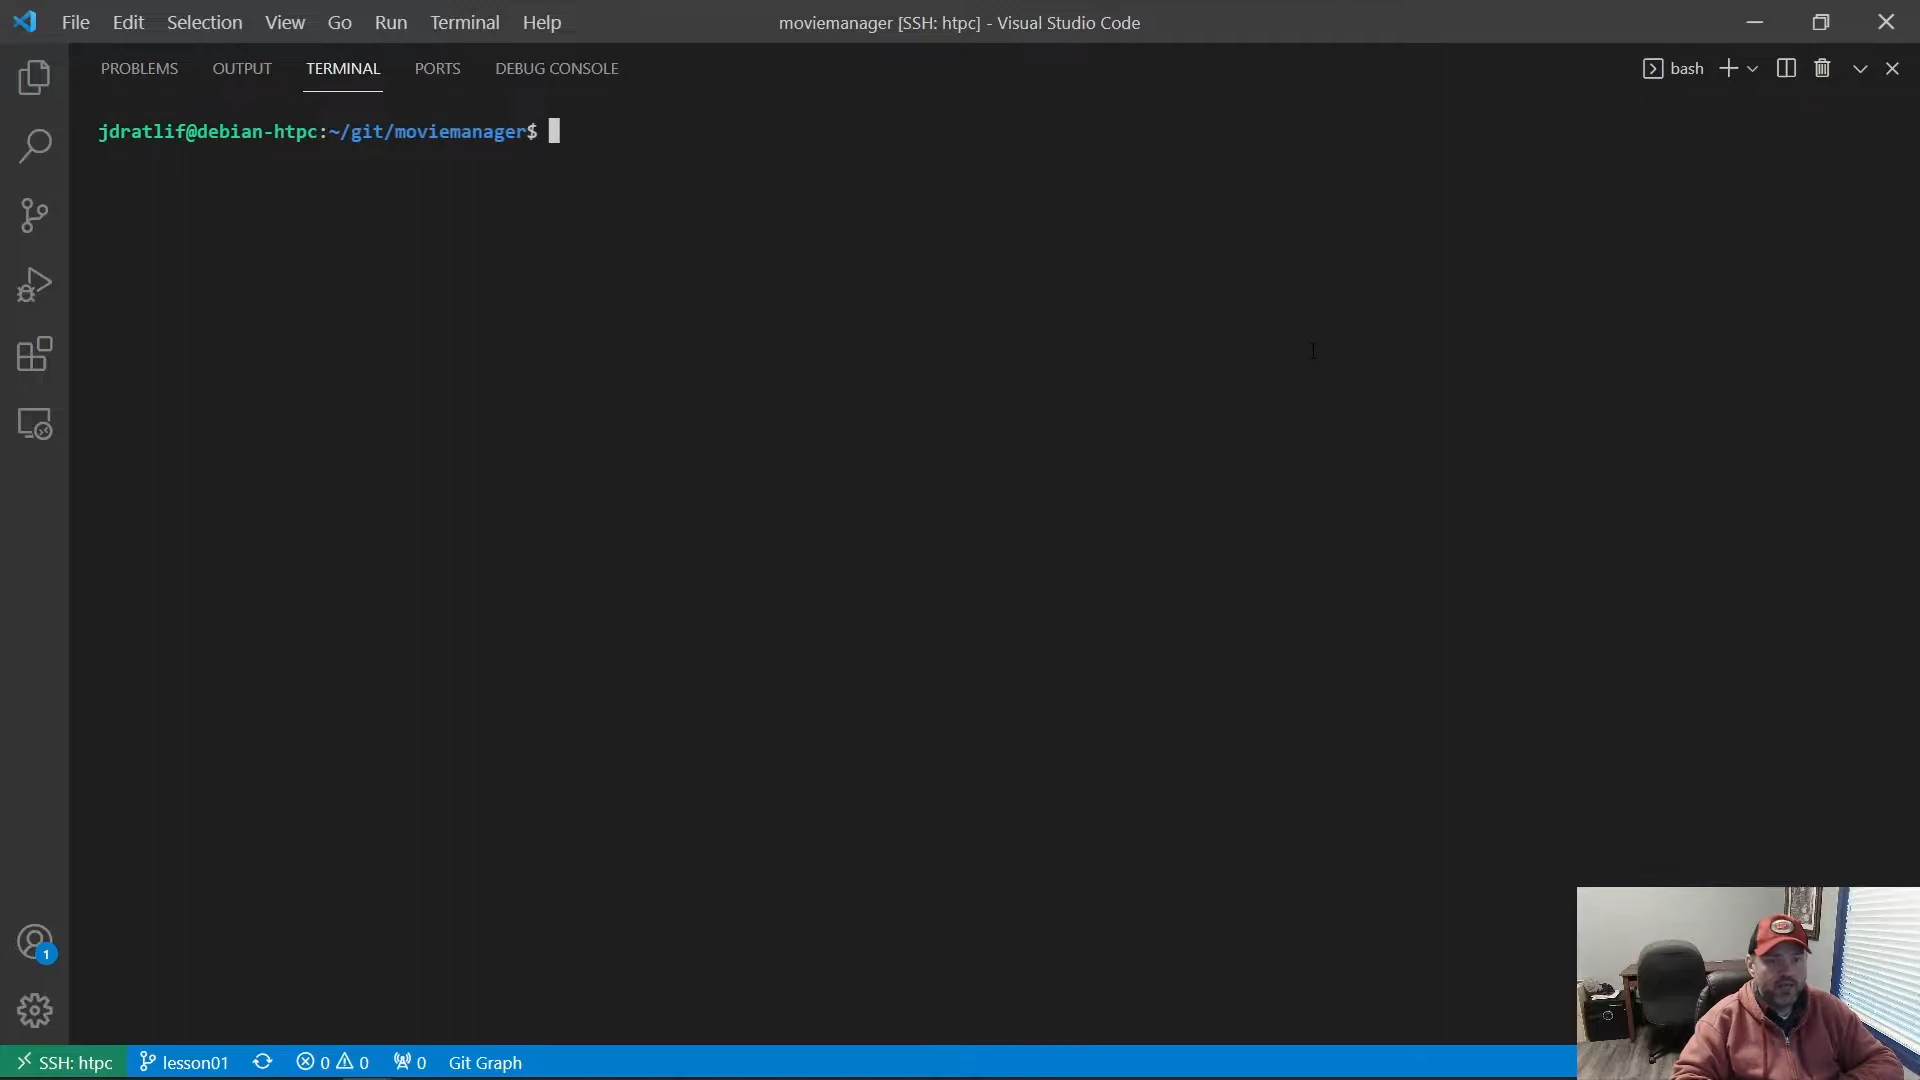 File Edit Selection View Go Run Terminal Help
moviemanager [SSH: htpc] - Visual Studio Code
PROBLEMS OUTPUT TERMINAL PORTS DEBUG CONSOLE
bash
jdratlif@debian-htpc:~/git/moviemanager$
1
SSH: htpc lesson01 0 0 0 Git Graph